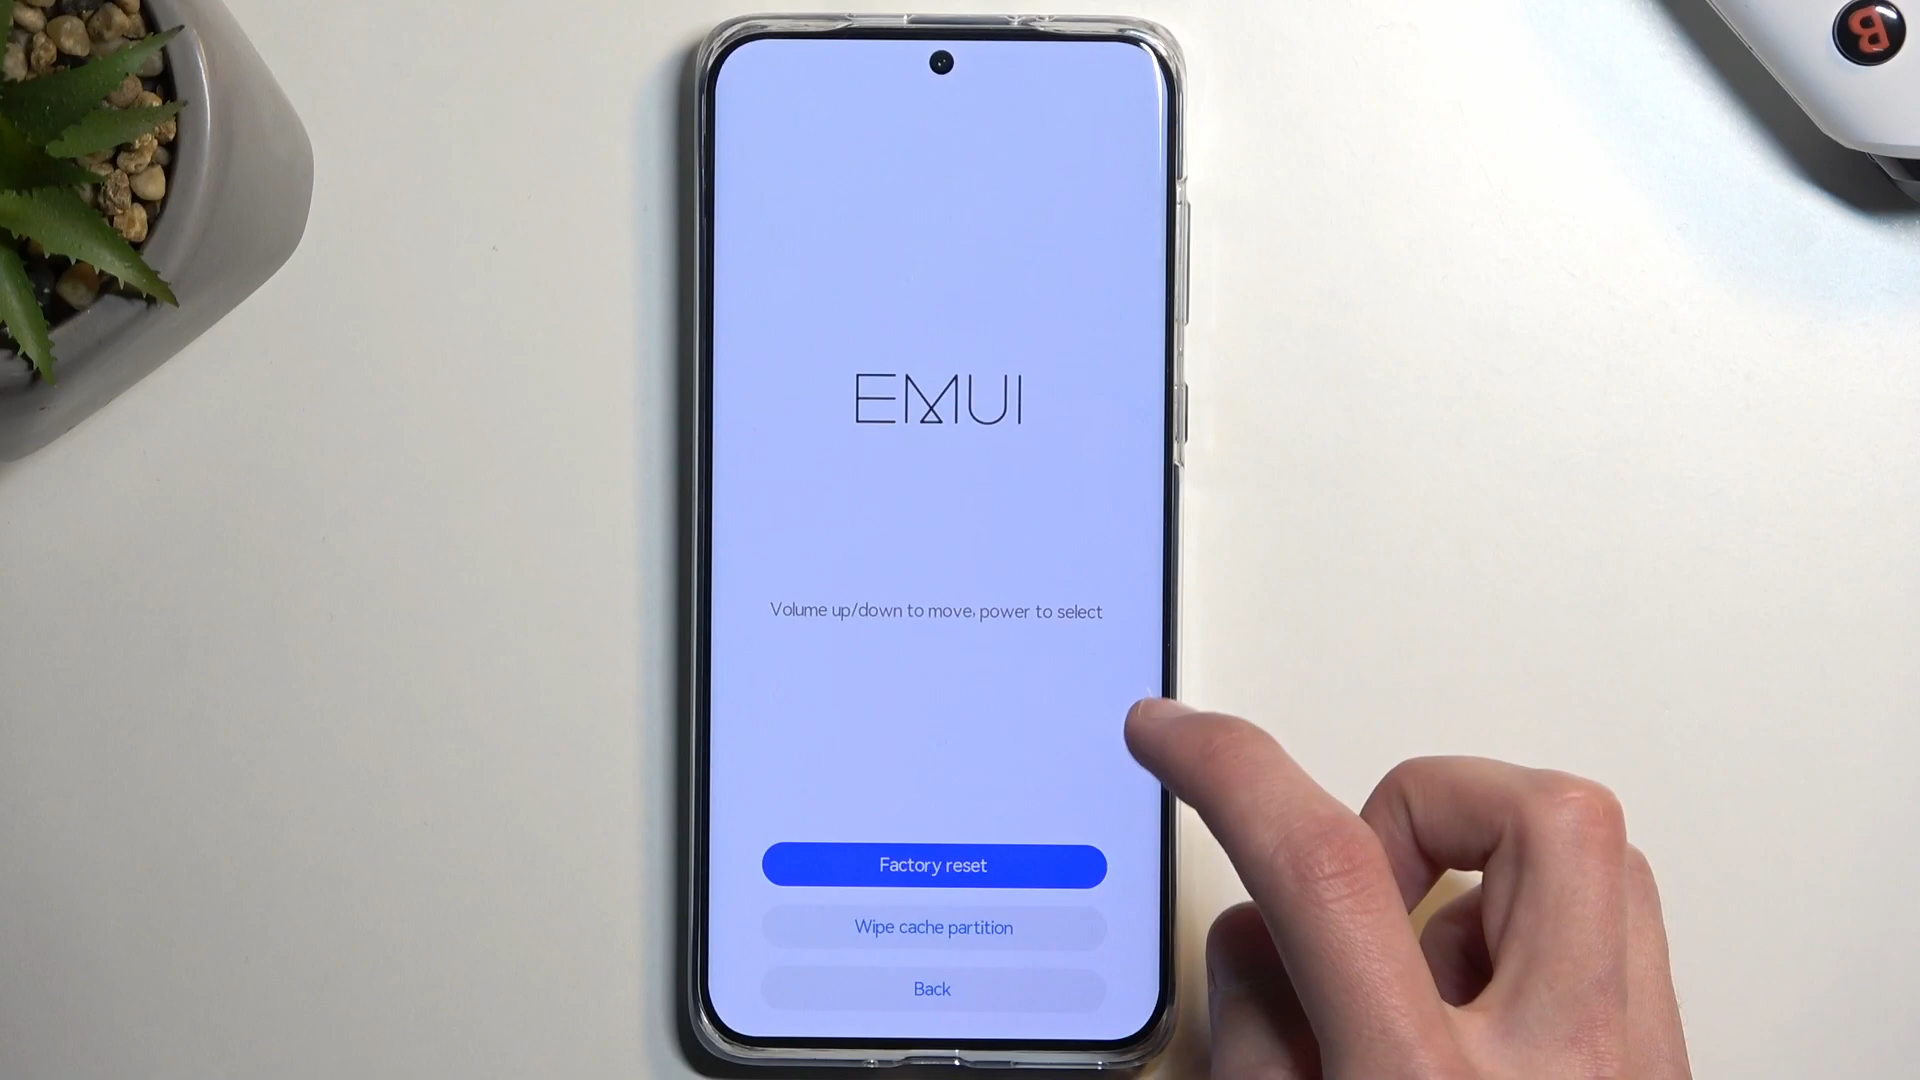 EMUI
Volume up/down to move, power to select
Factory reset
Wipe cache partition
Back